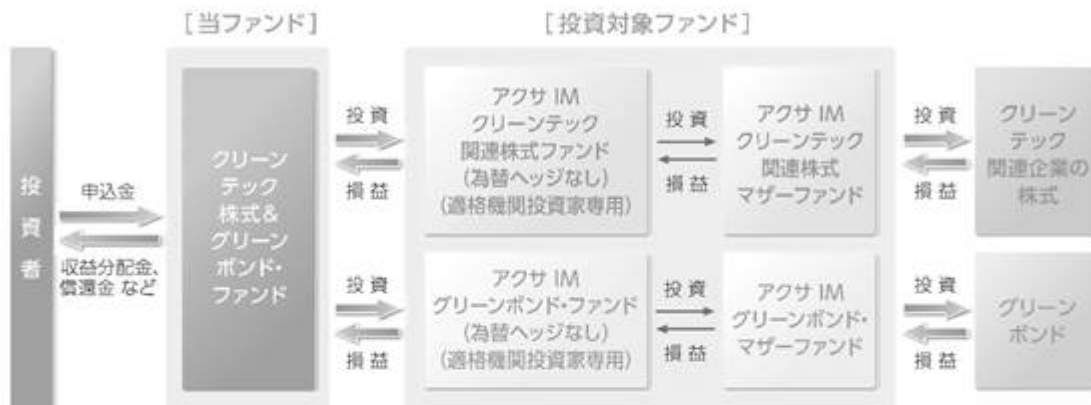 [当ファンド]
[投資対象ファンド]
投資者
申込金
収益分配金、
償還金 など
クリーン
テック
株式&
グリーン
ボンド・
ファンド
投資
損益
アクサ IM
クリーンテック
関連株式ファンド
(為替ヘッジなし)
(適格機関投資家専用)
投資
損益
アクサ IM
クリーンテック
関連株式
マザーファンド
投資
損益
クリーン
テック
関連企業の
株式
投資
損益
アクサ IM
グリーンボンド・ファンド
(為替ヘッジなし)
(適格機関投資家専用)
投資
損益
アクサ IM
グリーンボンド・
マザーファンド
投資
損益
グリーン
ボンド